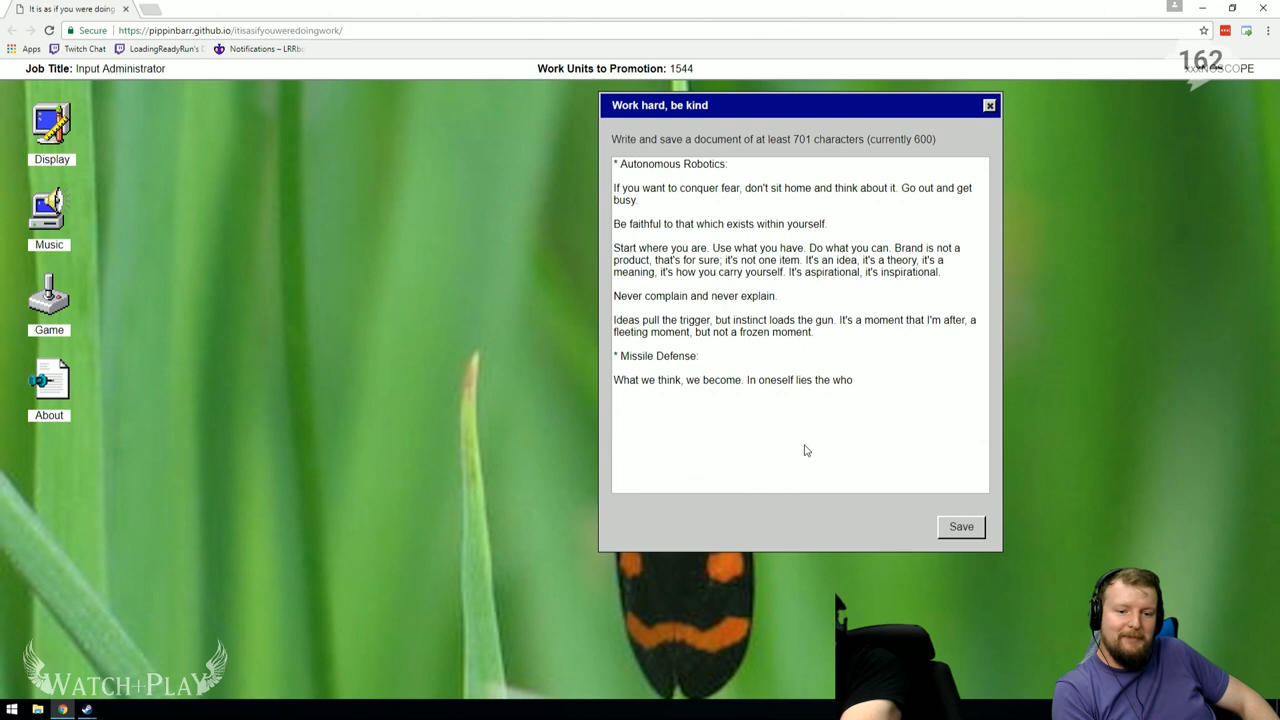 It is as if you were doing
Secure
https://pippinbarr.github.io/itisasifyouweredoingwork/
Apps
Twitch Chat
LoadingReadyRun's
Notifications – LRRb
Job Title: Input Administrator
Work Units to Promotion: 1544
162
NOSCOPE
Display
Music
Game
About
Work hard, be kind
Write and save a document of at least 701 characters (currently 600)
* Autonomous Robotics:
If you want to conquer fear, don't sit home and think about it. Go out and get
busy.
Be faithful to that which exists within yourself.
Start where you are. Use what you have. Do what you can. Brand is not a
product, that's for sure; it's not one item. It's an idea, it's a theory, it's a
meaning, it's how you carry yourself. It's aspirational, it's inspirational.
Never complain and never explain.
Ideas pull the trigger, but instinct loads the gun. It's a moment that I'm after, a
fleeting moment, but not a frozen moment.
* Missile Defense:
What we think, we become. In oneself lies the who
Save
WATCH+PLAY